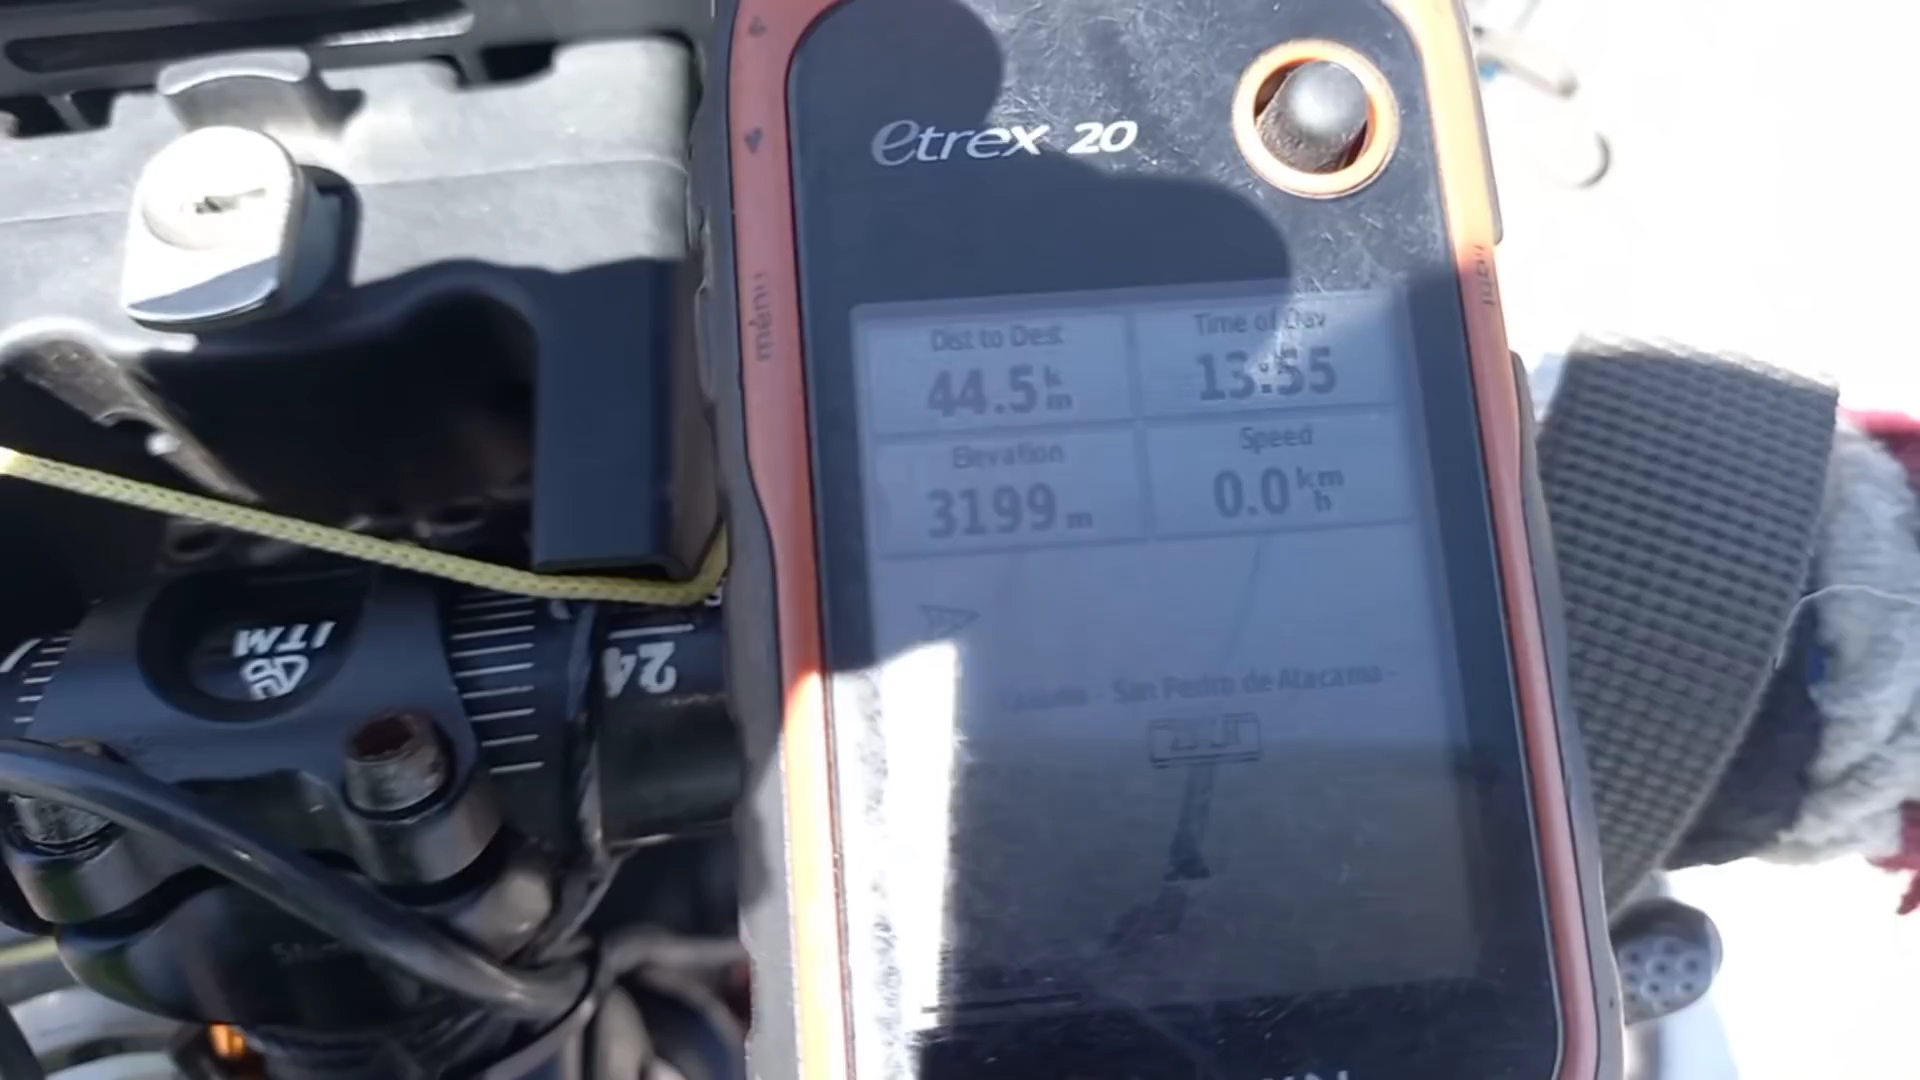 etrex 20
menu
Dist to Dest
44.5 km
Time of Day
13:55
Elevation
3199 m
Speed
0.0 km h
San Pedro de Atacama -
ITM
24